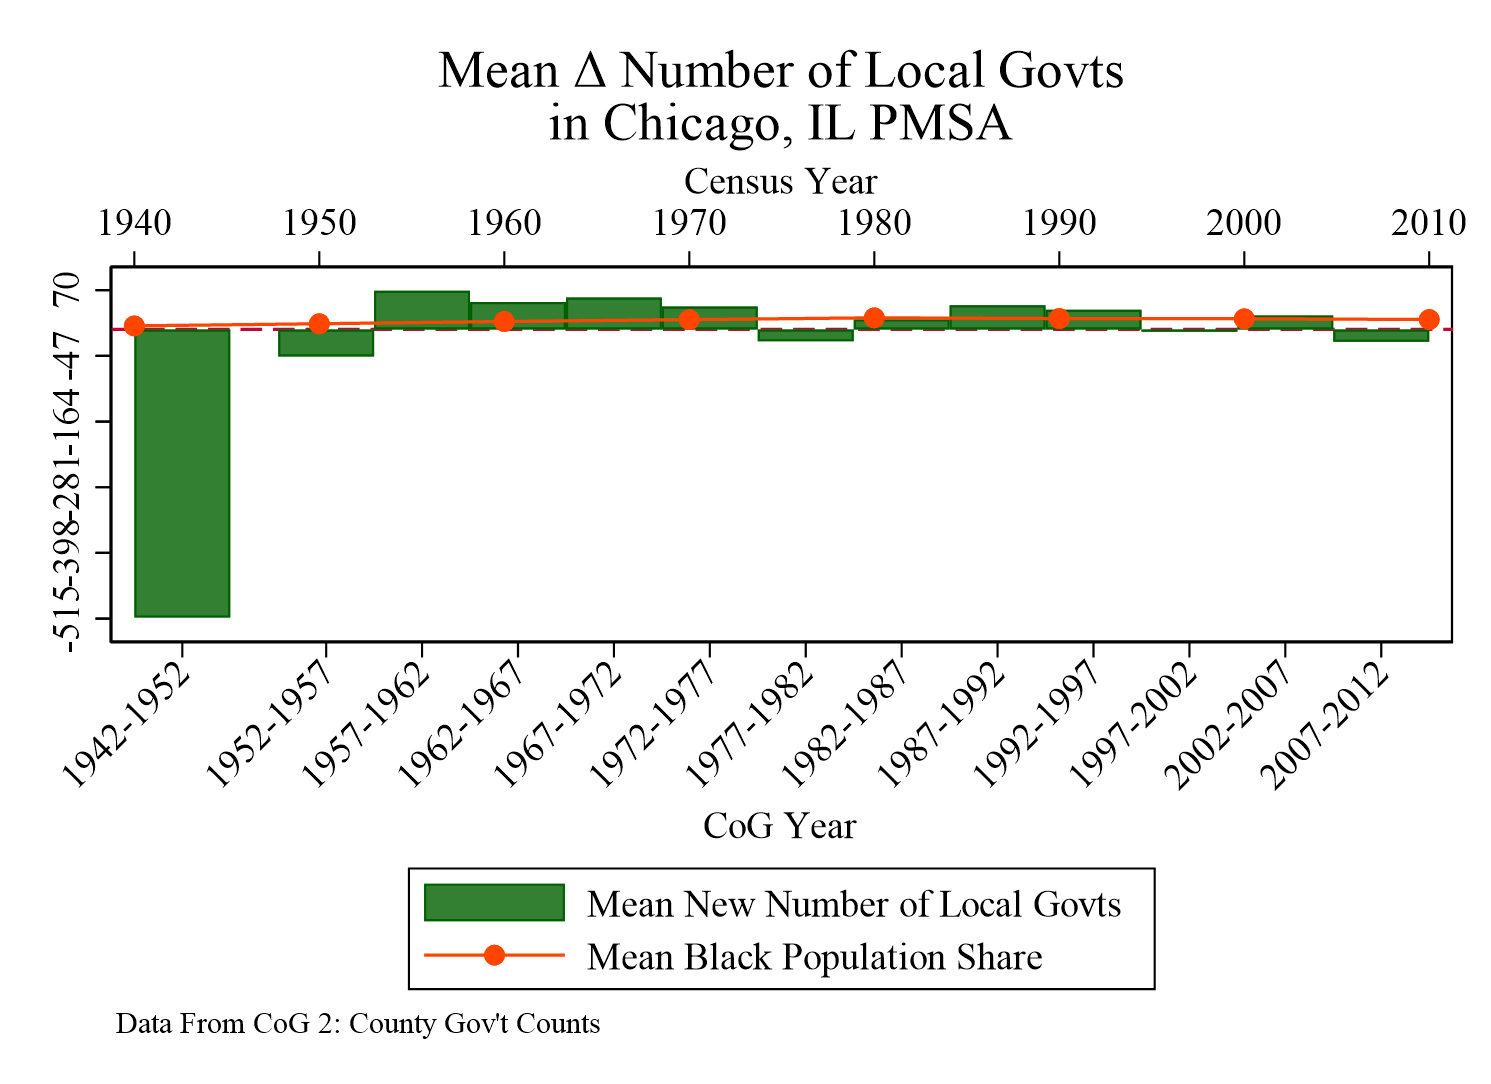 Mean Δ Number of Local Govts
in Chicago, IL PMSA
Census Year
1940 1950 1960 1970 1980 1990 2000 2010
70
-47
-164
-281
-398
-515
1942-1952 1952-1957 1957-1962 1962-1967 1967-1972 1972-1977 1977-1982 1982-1987 1987-1992 1992-1997 1997-2002 2002-2007 2007-2012
CoG Year
Mean New Number of Local Govts
Mean Black Population Share
Data From CoG 2: County Gov't Counts